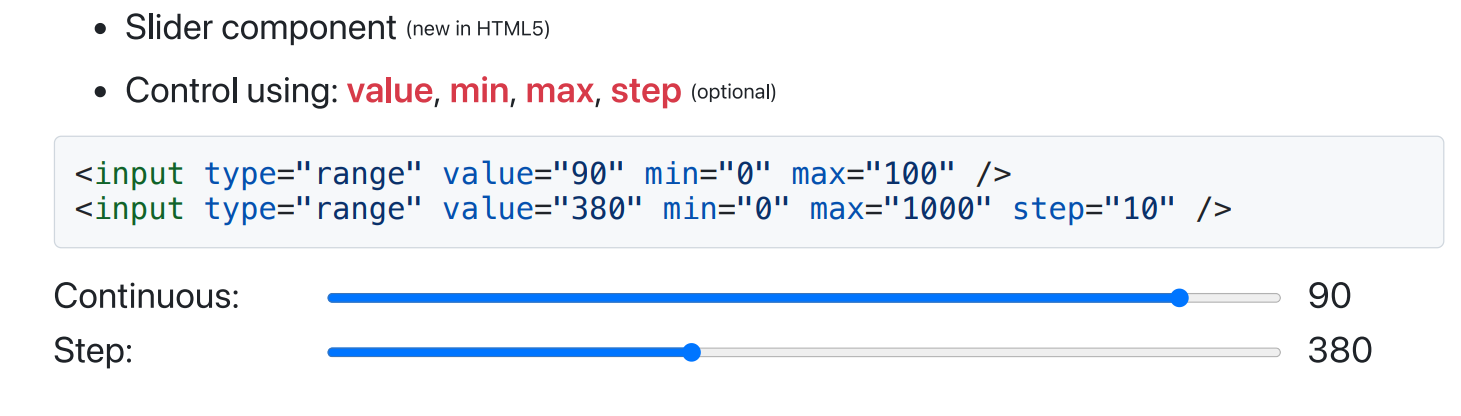 • Slider component (new in HTML5)
• Control using: value, min, max, step (optional)
<input type="range" value="90" min="0" max="100" />
<input type="range" value="380" min="0" max="1000" step="10" />
Continuous: 90
Step: 380